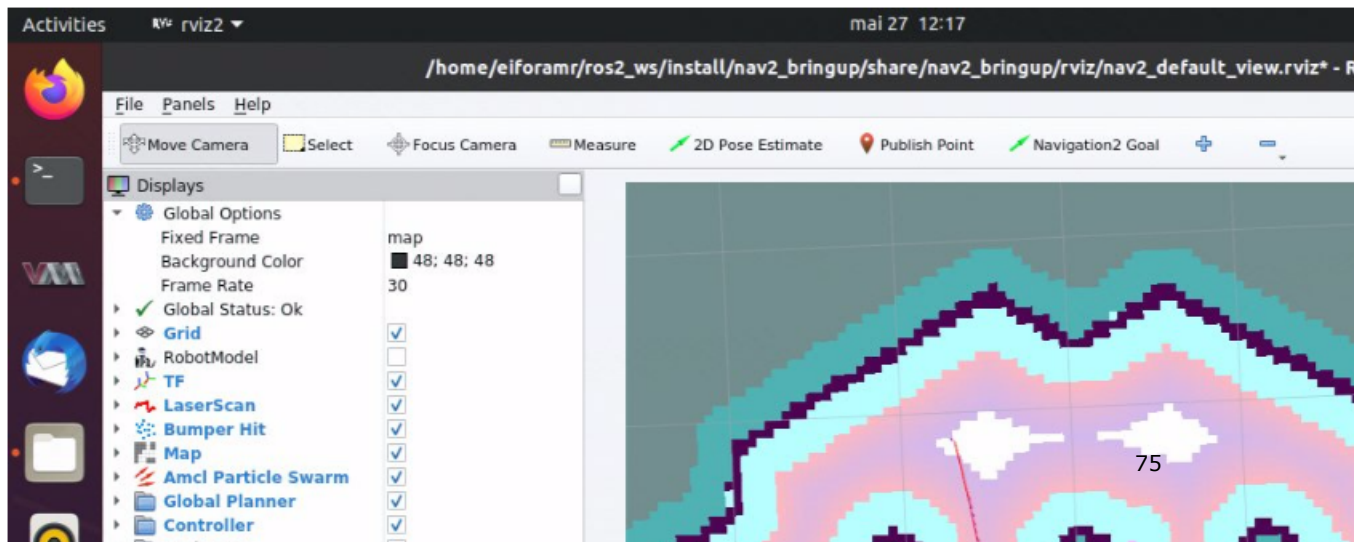 Activities rviz2 mai 27 12:17
/home/eiforamr/ros2_ws/install/nav2_bringup/share/nav2_bringup/rviz/nav2_default_view.rviz* - R
File Panels Help
Move Camera Select Focus Camera Measure 2D Pose Estimate Publish Point Navigation2 Goal
Displays
Global Options
Fixed Frame map
Background Color 48; 48; 48
Frame Rate 30
Global Status: Ok
Grid
RobotModel
TF
LaserScan
Bumper Hit
Map
Amcl Particle Swarm
Global Planner
Controller
75